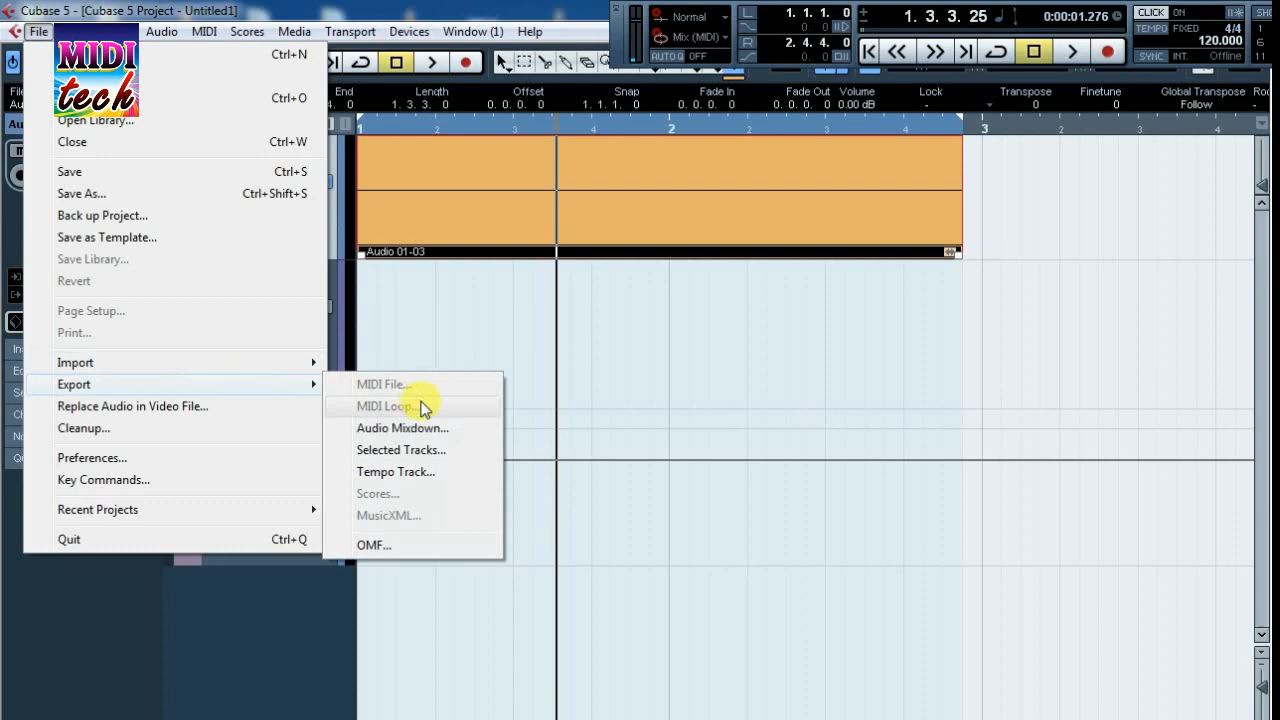 Cubase 5 - [Cubase 5 Project - Untitled1]
File Audio MIDI Scores Media Transport Devices Window (1) Help
MIDI
tech
Ctrl+N
Ctrl+O
Open Library...
Close Ctrl+W
Save Ctrl+S
Save As... Ctrl+Shift+S
Back up Project...
Save as Template...
Save Library...
Revert
Page Setup...
Print...
Import
Export
Replace Audio in Video File...
Cleanup...
Preferences...
Key Commands...
Recent Projects
Quit Ctrl+Q
MIDI File...
MIDI Loop...
Audio Mixdown...
Selected Tracks...
Tempo Track...
Scores...
MusicXML...
OMF...
Normal
Mix (MIDI)
AUTO Q OFF
L 1. 1. 1. 0
R 2. 4. 4. 0
1. 3. 3. 25 0:00:01.276
CLICK ON
TEMPO FIXED 4/4
120.000
SYNC INT. Offline
End Length Offset Snap Fade In Fade Out Volume Lock Transpose Finetune Global Transpose
1. 3. 3. 0 0. 0. 0. 0 1. 1. 1. 0 0. 0. 0. 0 0. 0. 0. 0 0.00 dB - 0 0 Follow
1 2 3 4 2 2 3 4 3 2 3 4
Audio 01-03